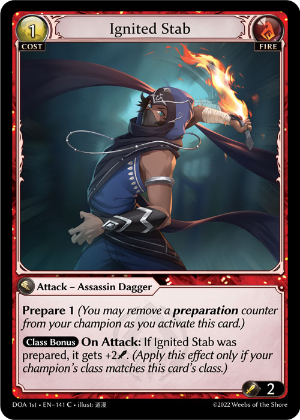 1
COST
Ignited Stab
FIRE
Attack – Assassin Dagger
Prepare 1 (You may remove a preparation counter
from your champion as you activate this card.)
Class Bonus On Attack: If Ignited Stab was
prepared, it gets +2. (Apply this effect only if your
champion's class matches this card's class.)
2
DOA 1st • EN-141 C • illust: 道湯
©2022 Weebs of the Shore